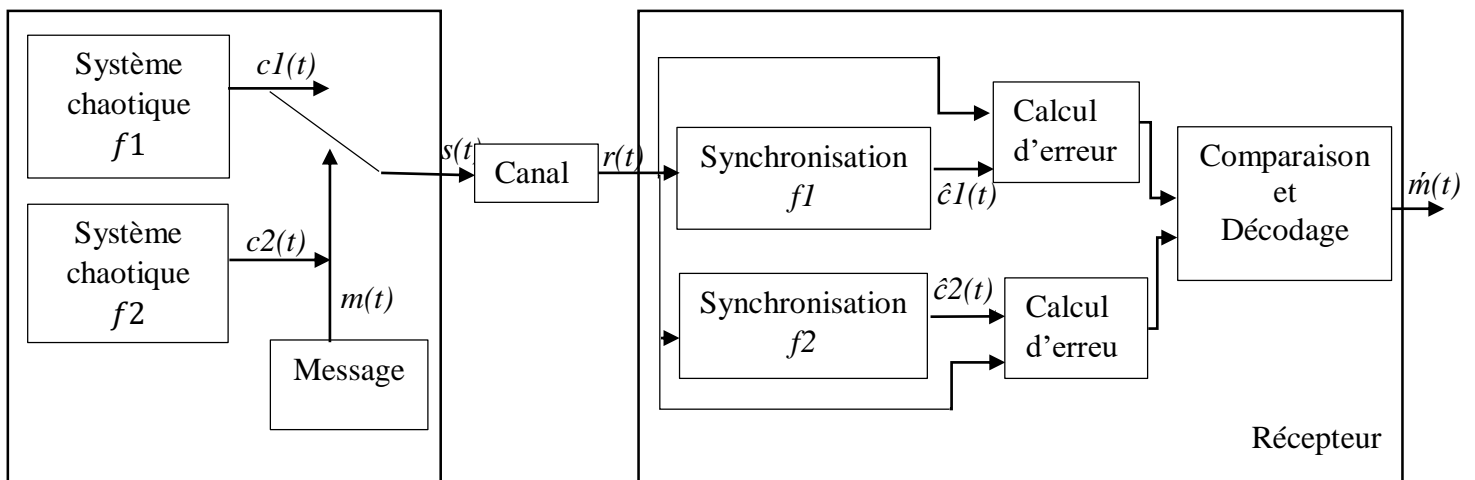 Système
chaotique
f1
c1(t)
Système
chaotique
f2
c2(t)
m(t)
Message
s(t)
Canal
r(t)
Synchronisation
f1
ĉ1(t)
Calcul
d’erreur
Synchronisation
f2
ĉ2(t)
Calcul
d’erreu
Comparaison
et
Décodage
ḿ(t)
Récepteur